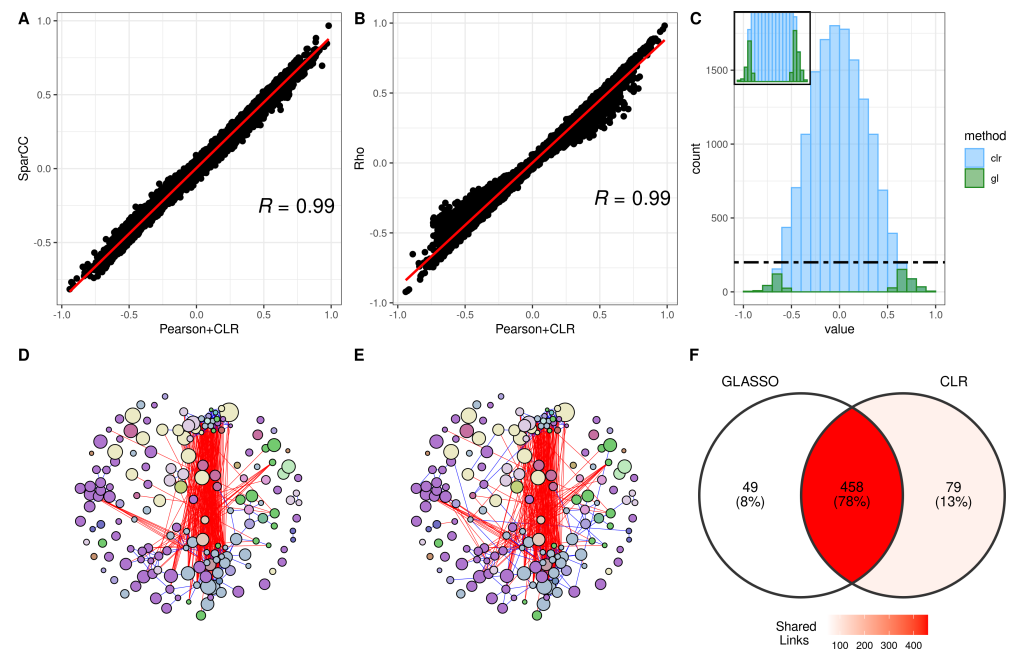 A
1.0
0.5
0.0
-0.5
SparCC
R = 0.99
-1.0
-0.5
0.0
0.5
1.0
Pearson+CLR
B
1.0
0.5
0.0
-0.5
-1.0
Rho
R = 0.99
-1.0
-0.5
0.0
0.5
1.0
Pearson+CLR
C
1500
1000
500
0
count
-1.0
-0.5
0.0
0.5
1.0
value
method
clr
gl
D
E
F
GLASSO
CLR
49
(8%)
458
(78%)
79
(13%)
Shared
Links
100 200 300 400